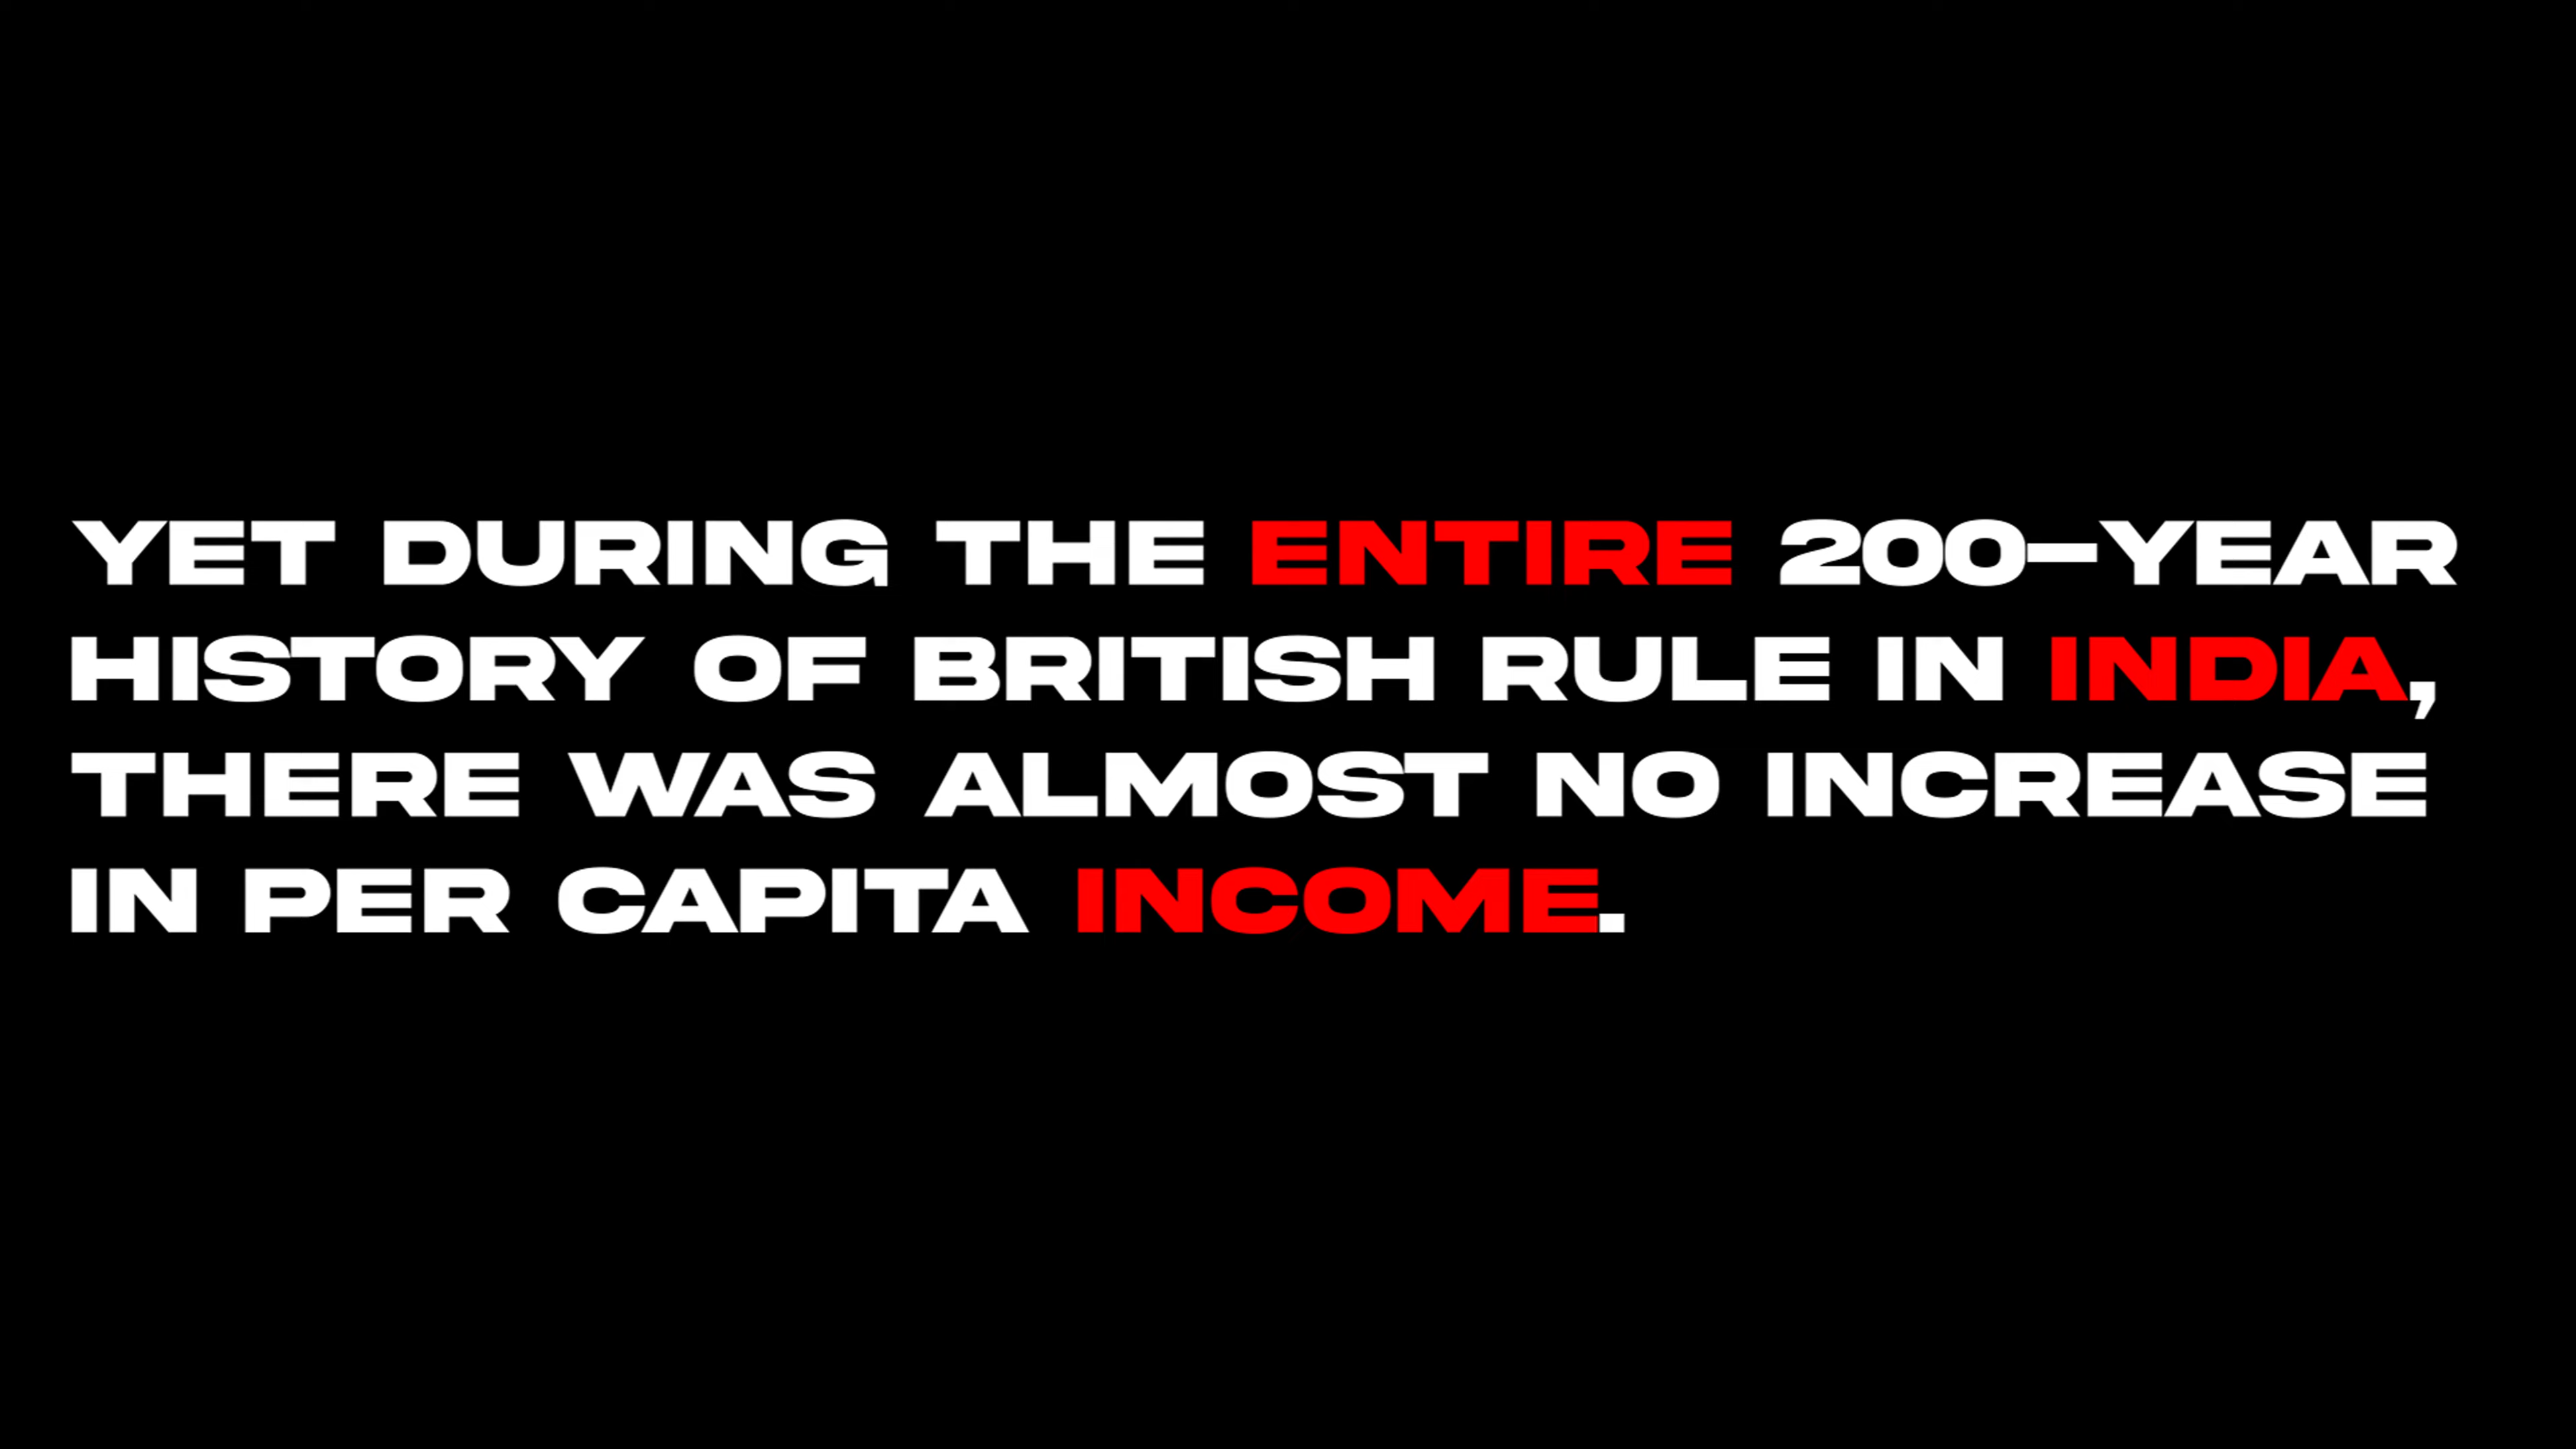 YET DURING THE ENTIRE 200-YEAR
HISTORY OF BRITISH RULE IN INDIA,
THERE WAS ALMOST NO INCREASE
IN PER CAPITA INCOME.